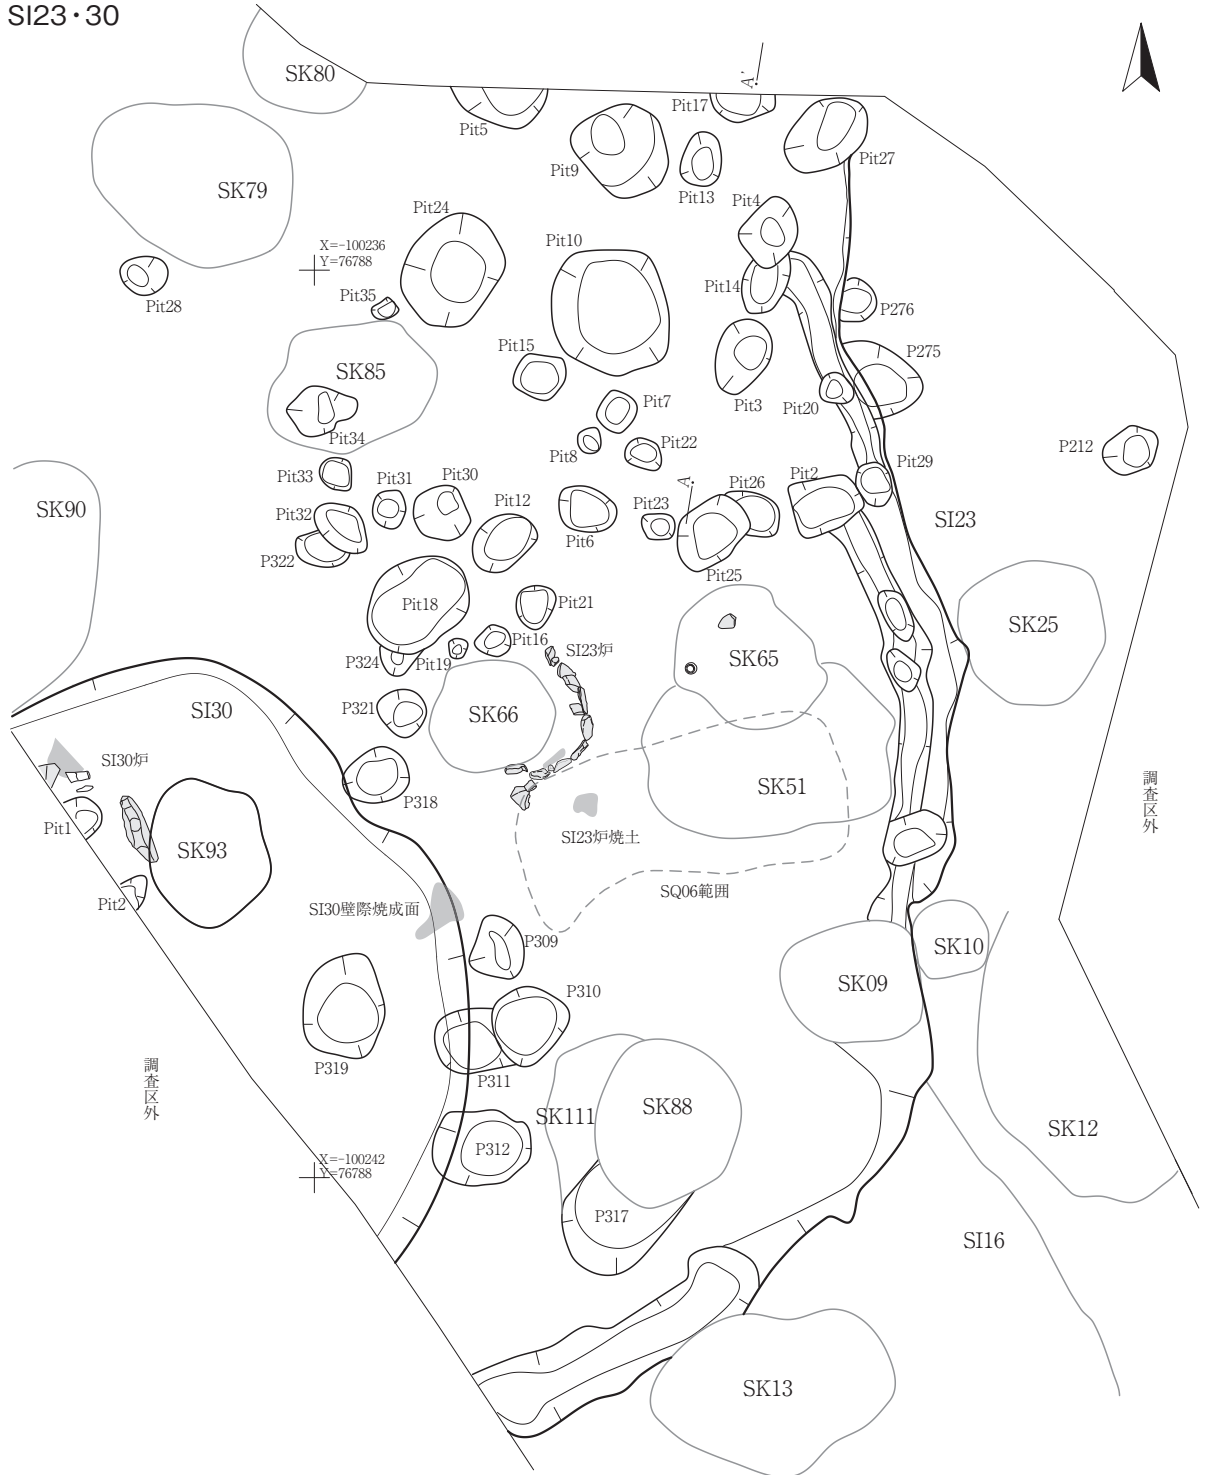 SI23・30
SK80
A'
Pit17
Pit5
Pit9
Pit13
Pit27
SK79
Pit24
Pit4
Pit10
X=-100236
Y=76788
Pit28
Pit35
Pit14
P276
Pit15
P275
SK85
Pit7
Pit3
Pit20
Pit34
Pit8
Pit22
P212
Pit33
Pit31
Pit30
Pit12
A
Pit26
Pit2
Pit29
SK90
Pit32
Pit23
SI23
P322
Pit6
Pit25
Pit18
Pit21
SK25
P324
Pit19
Pit16
SI23炉
SK65
SI30
P321
SK66
SI30炉
P318
SK51
調査区外
Pit1
SK93
SI23炉焼土
Pit2
SI30壁際焼成面
SQ06範囲
P309
SK10
SK09
P310
P319
P311
調査区外
SK111
SK88
SK12
P312
X=-100242
Y=76788
P317
SI16
SK13